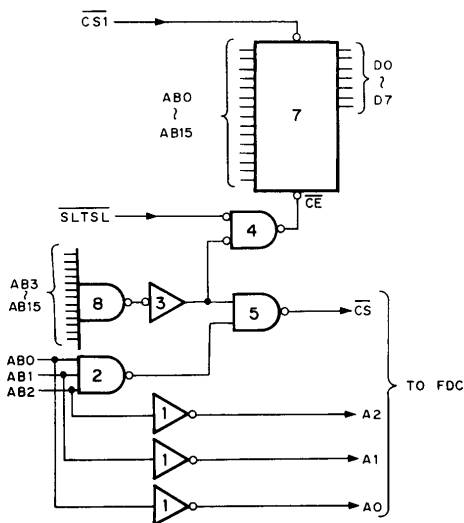 CS1
AB0
~
AB15
7
D0
~
D7
CE
SLTSL
4
AB3
~
AB15
8
3
5
CS
AB0
AB1
AB2
2
TO FDC
1
A2
1
A1
1
A0